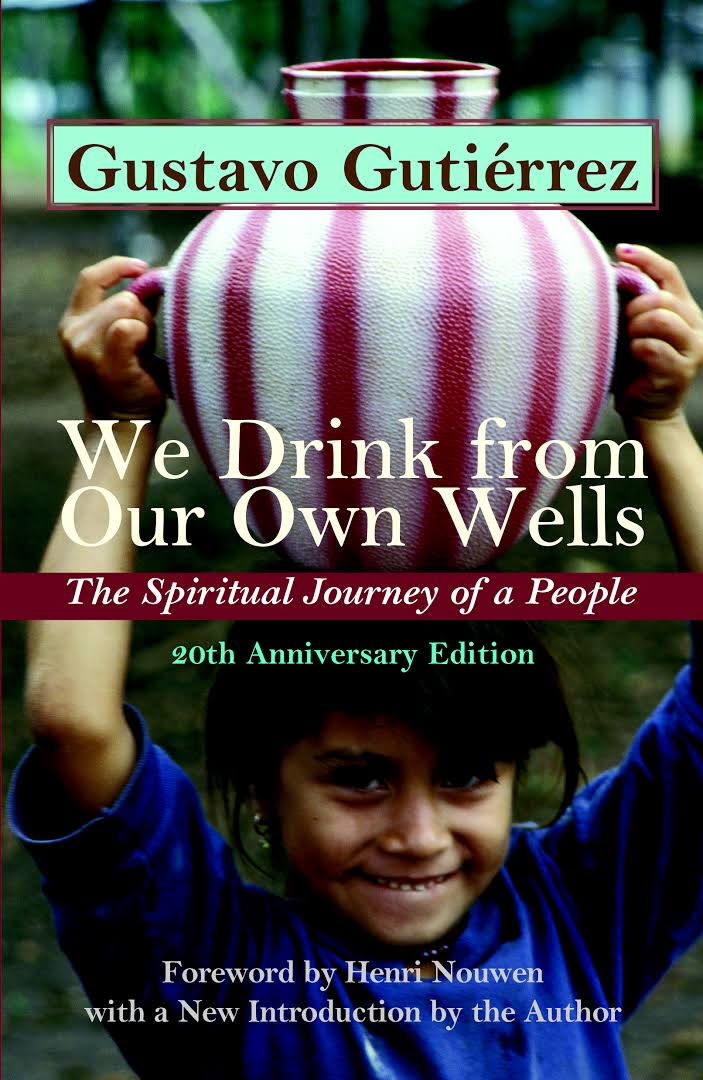 Gustavo Gutiérrez
We Drink from
Our Own Wells
The Spiritual Journey of a People
20th Anniversary Edition
Foreword by Henri Nouwen
with a New Introduction by the Author